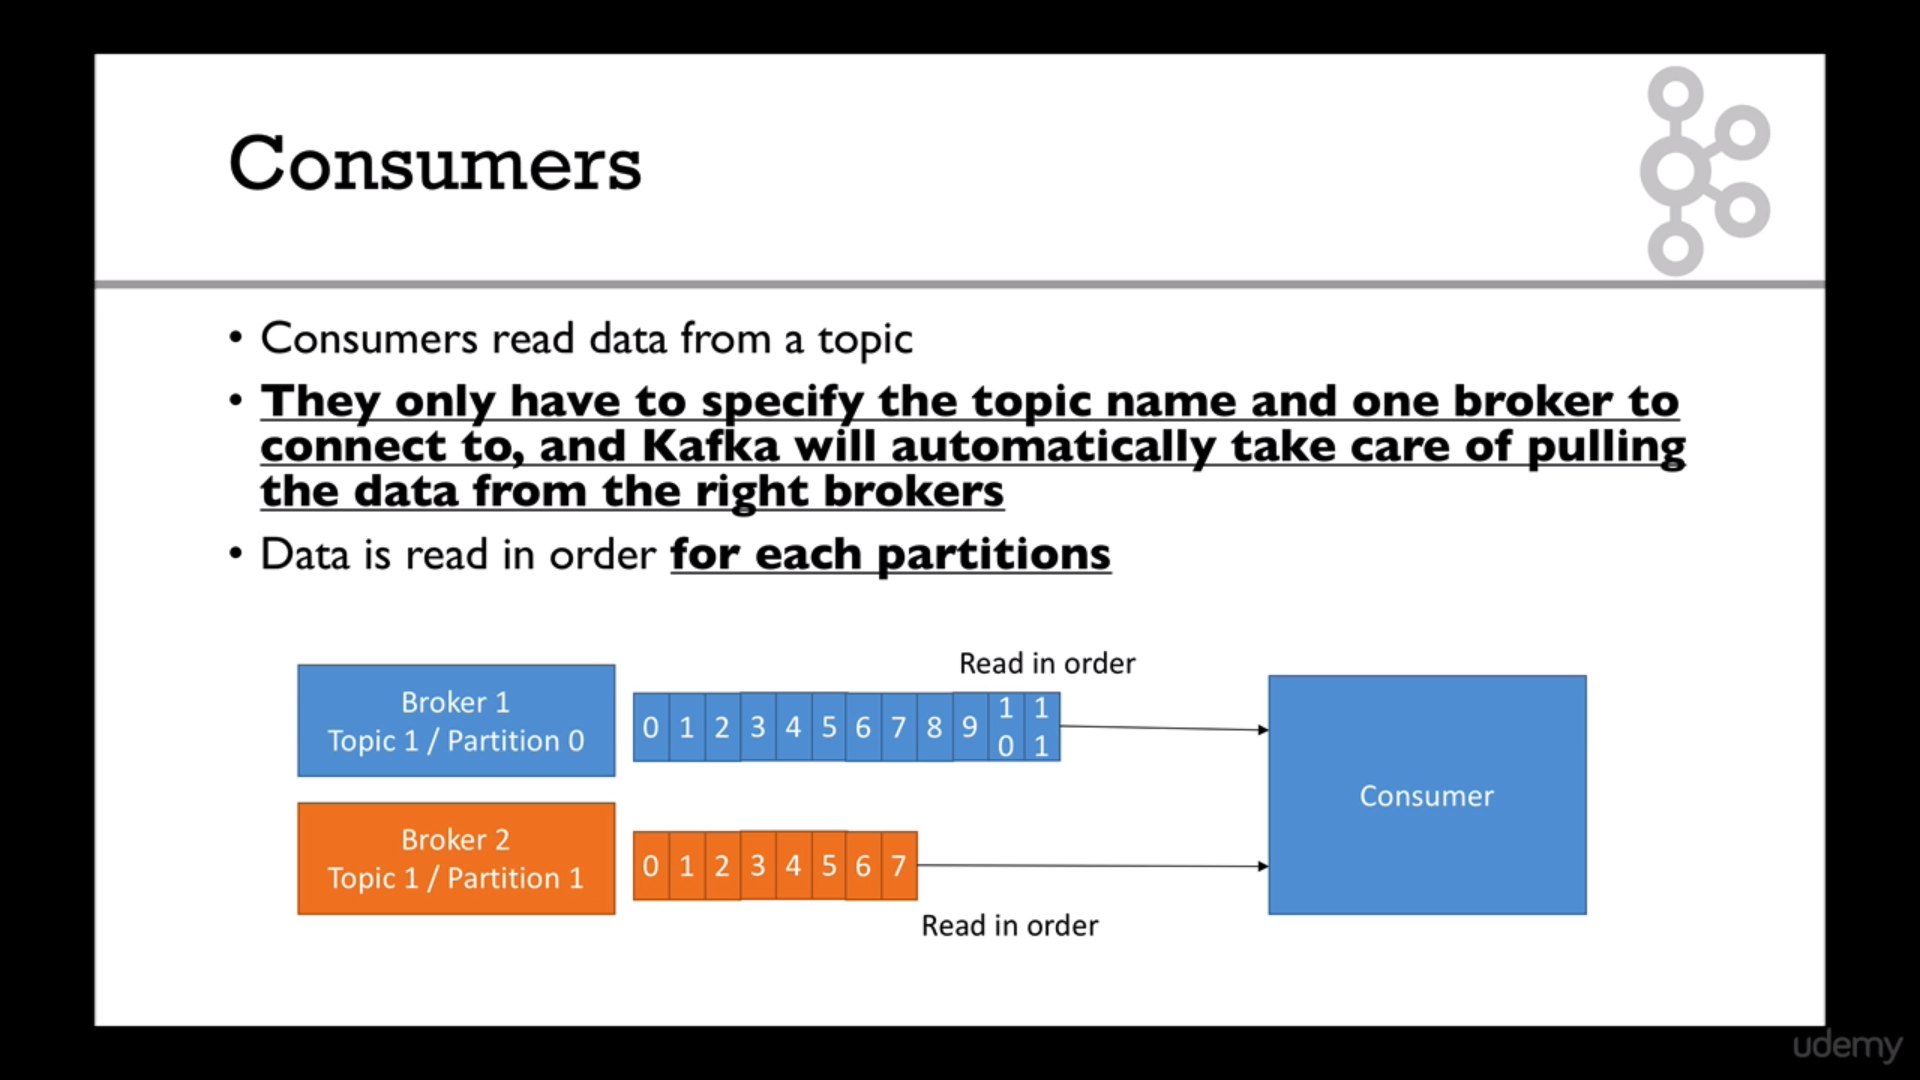 Consumers
• Consumers read data from a topic
• They only have to specify the topic name and one broker to
connect to, and Kafka will automatically take care of pulling
the data from the right brokers
• Data is read in order for each partitions
Read in order
Broker 1
Topic 1 / Partition 0
0 1 2 3 4 5 6 7 8 9 10 11
Consumer
Broker 2
Topic 1 / Partition 1
0 1 2 3 4 5 6 7
Read in order
udemy